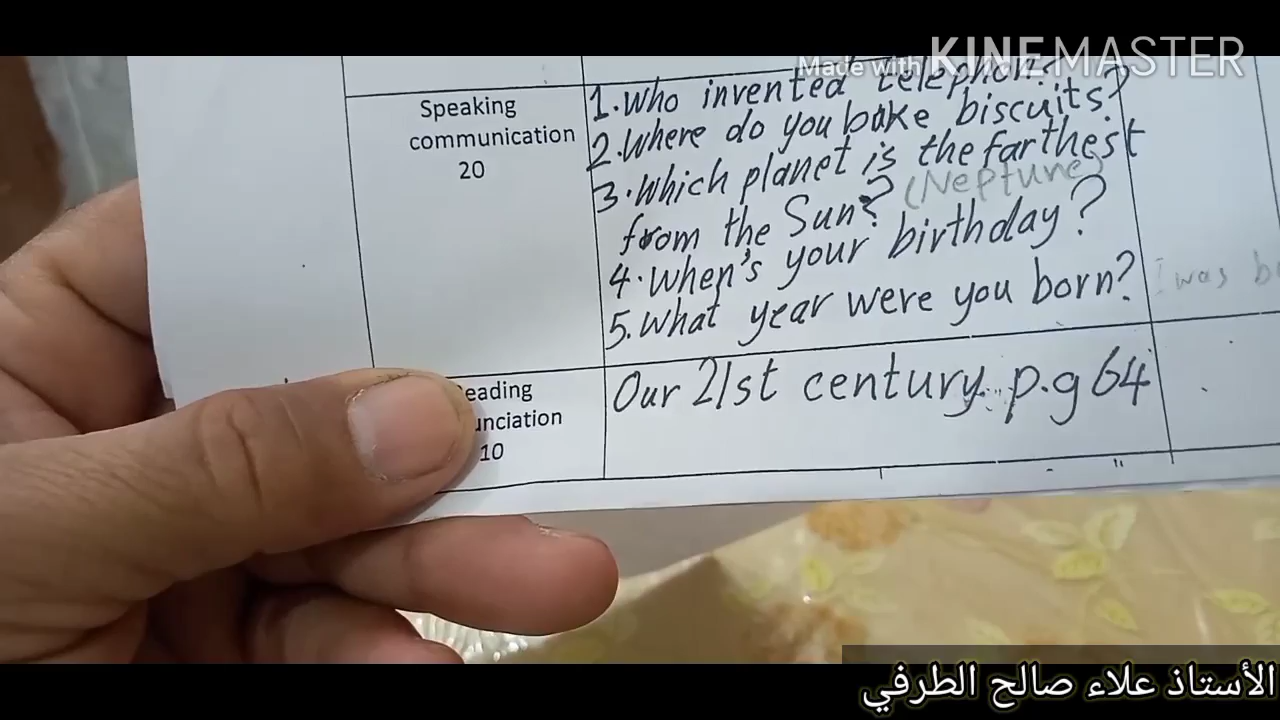 Made with KINEMASTER
Speaking
communication
20
1.Who invented telephon?
2.Where do you bake biscuits?
3.Which planet is the farthest
from the Sun? (Neptune)
4.When's your birthday?
5.What year were you born? I was
eading
unciation
10
Our 21st century. p.g 64
الأستاذ علاء صالح الطرفي